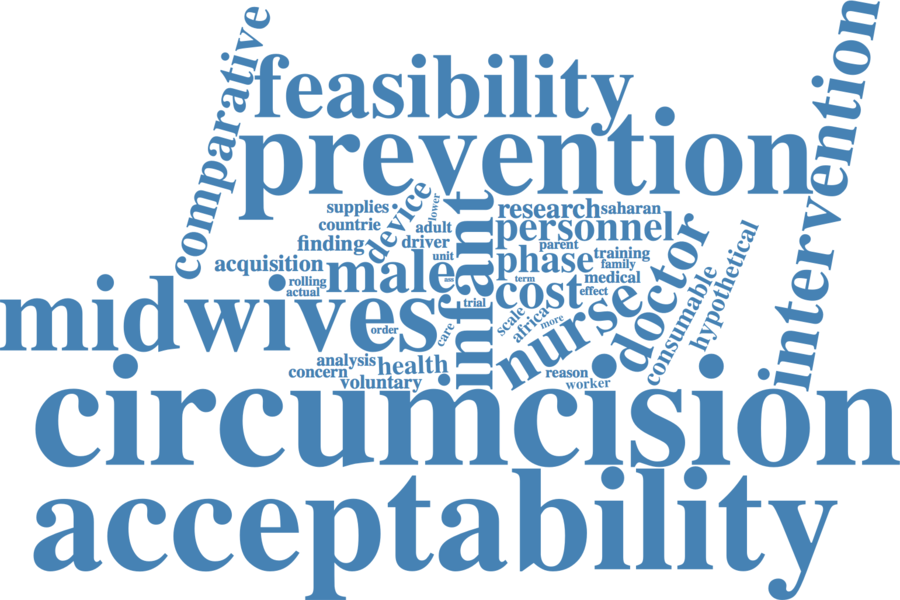 comparative
feasibility
intervention
prevention
device
lower
infant
supplies
research saharan
countrie
adult
personnel
finding
driver
parent
doctor
unit
phase training
family
acquisition
male
hypothetical
rolling
term
medical
consumable
actual
cost
effect
midwives
trial
nurse
scale
africa
more
order
care
analysis
health
concern
voluntary
reason
worker
circumcision
acceptability